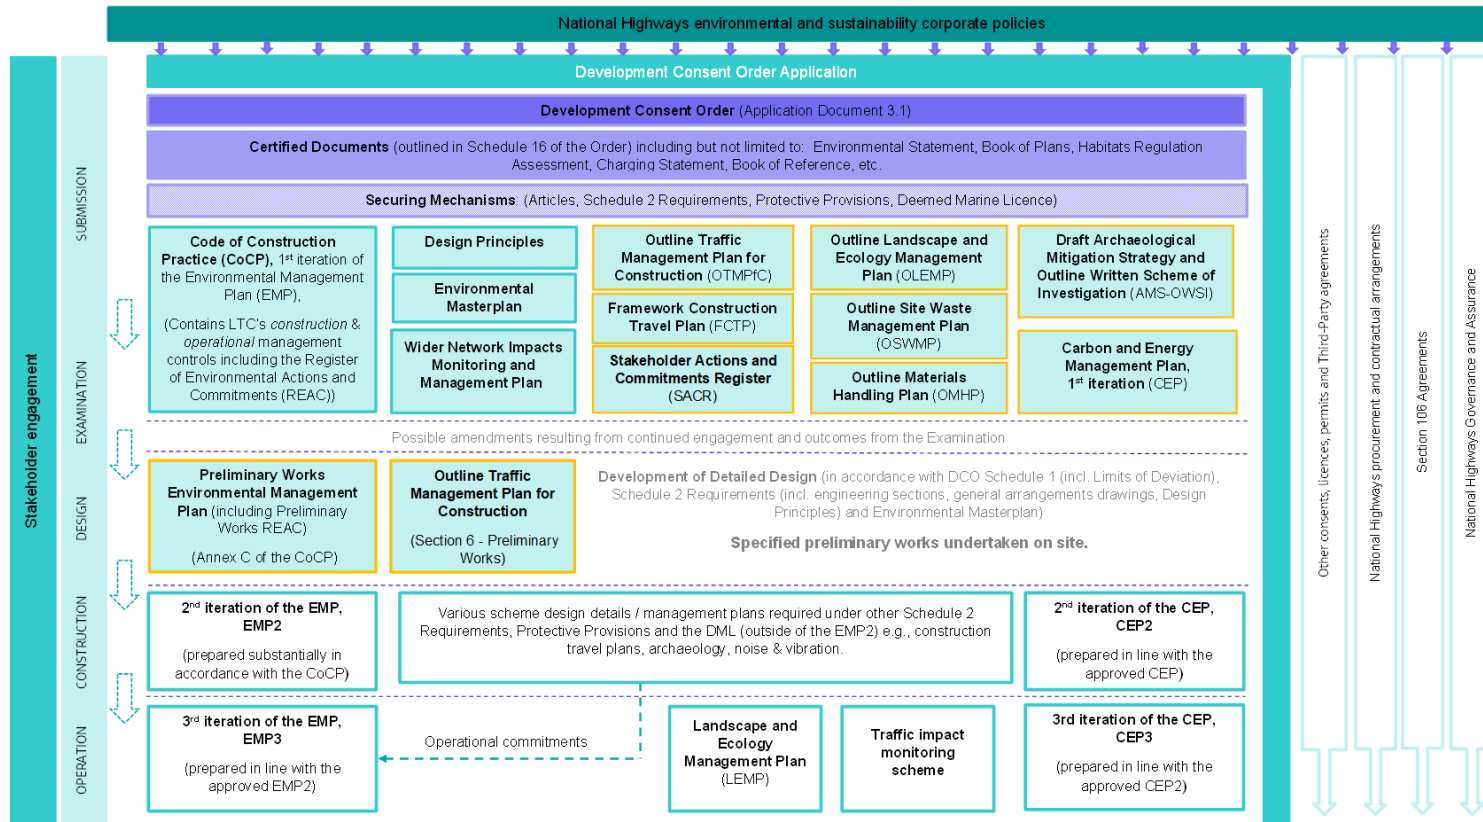 National Highways environmental and sustainability corporate policies
Development Consent Order Application
Development Consent Order (Application Document 3.1)
Certified Documents (outlined in Schedule 16 of the Order) including but not limited to: Environmental Statement, Book of Plans, Habitats Regulation
Assessment, Charging Statement, Book of Reference, etc.
Securing Mechanisms: (Articles, Schedule 2 Requirements, Protective Provisions, Deemed Marine Licence)
Stakeholder engagement
SUBMISSION
EXAMINATION
DESIGN
CONSTRUCTION
OPERATION
Code of Construction
Practice (CoCP), 1st iteration of
the Environmental Management
Plan (EMP),
(Contains LTC's construction &
operational management
controls including the Register
of Environmental Actions and
Commitments (REAC))
Design Principles
Environmental
Masterplan
Wider Network Impacts
Monitoring and
Management Plan
Outline Traffic
Management Plan for
Construction (OTMPfC)
Framework Construction
Travel Plan (FCTP)
Stakeholder Actions and
Commitments Register
(SACR)
Outline Landscape and
Ecology Management
Plan (OLEMP)
Outline Site Waste
Management Plan
(OSWMP)
Outline Materials
Handling Plan (OMHP)
Draft Archaeological
Mitigation Strategy and
Outline Written Scheme of
Investigation (AMS-OWSI)
Carbon and Energy
Management Plan,
1st iteration (CEP)
Possible amendments resulting from continued engagement and outcomes from the Examination
Preliminary Works
Environmental Management
Plan (including Preliminary
Works REAC)
(Annex C of the CoCP)
Outline Traffic
Management Plan for
Construction
(Section 6 - Preliminary
Works)
Development of Detailed Design (in accordance with DCO Schedule 1 (incl. Limits of Deviation),
Schedule 2 Requirements (incl. engineering sections, general arrangements drawings, Design
Principles) and Environmental Masterplan)
Specified preliminary works undertaken on site.
2nd iteration of the EMP,
EMP2
(prepared substantially in
accordance with the CoCP)
Various scheme design details / management plans required under other Schedule 2
Requirements, Protective Provisions and the DML (outside of the EMP2) e.g., construction
travel plans, archaeology, noise & vibration.
2nd iteration of the CEP,
CEP2
(prepared in line with the
approved CEP)
3rd iteration of the EMP,
EMP3
(prepared in line with the
approved EMP2)
Operational commitments
Landscape and
Ecology
Management Plan
(LEMP)
Traffic impact
monitoring
scheme
3rd iteration of the CEP,
CEP3
(prepared in line with the
approved CEP2)
Other consents, licences, permits and Third-Party agreements
National Highways procurement and contractual arrangements
Section 106 Agreements
National Highways Governance and Assurance